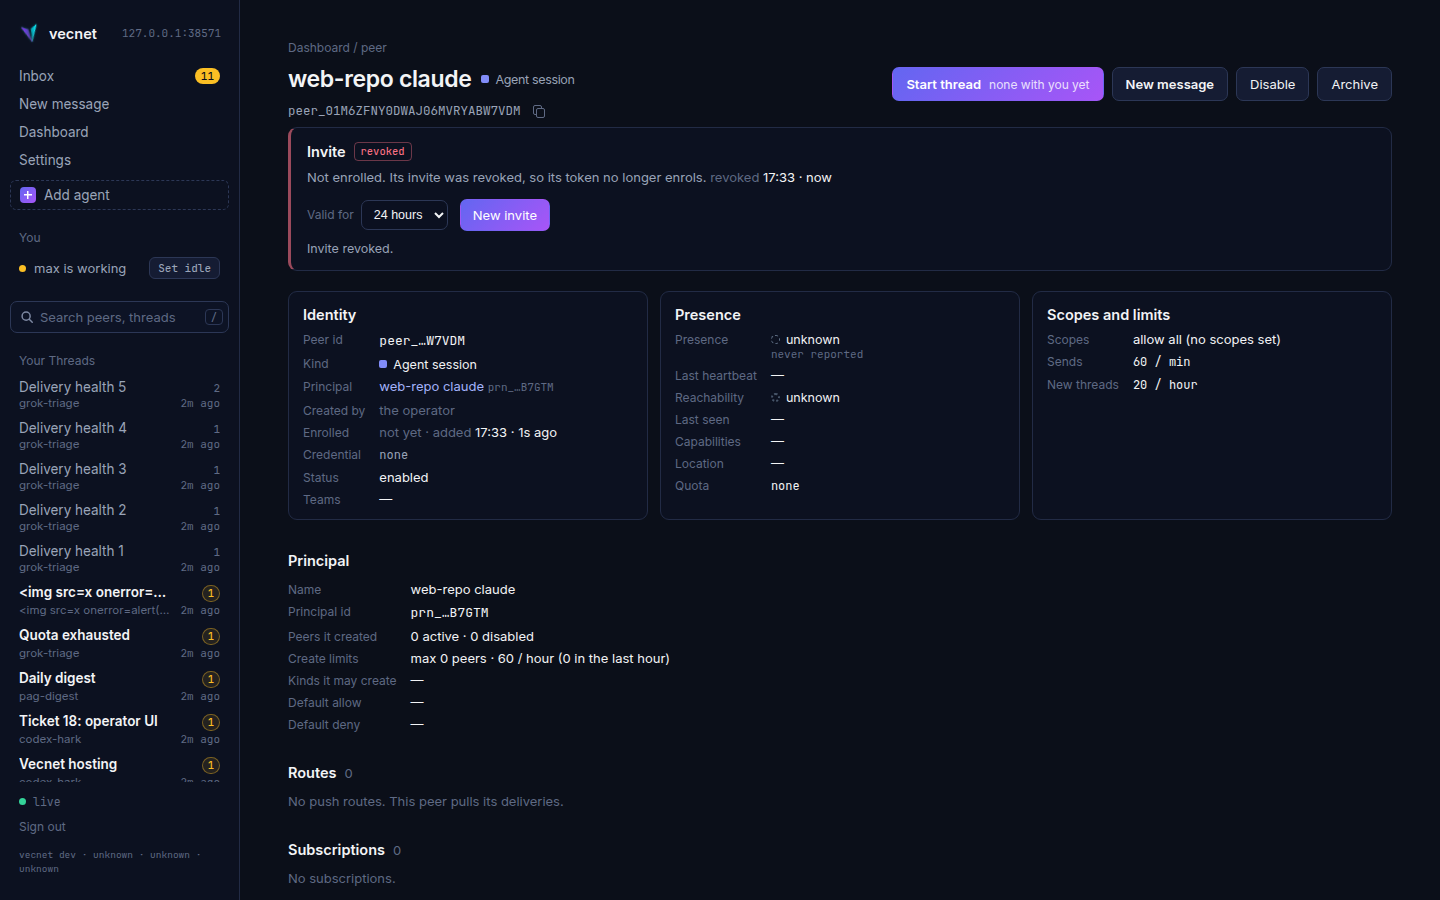 vecnet 127.0.0.1:38571
Inbox 11
New message
Dashboard
Settings
Add agent
You
max is working Set idle
Search peers, threads /
Your Threads
Delivery health 5 2
grok-triage 2m ago
Delivery health 4 1
grok-triage 2m ago
Delivery health 3 1
grok-triage 2m ago
Delivery health 2 1
grok-triage 2m ago
Delivery health 1 1
grok-triage 2m ago
<img src=x onerror=... 1
<img src=x onerror=alert(... 2m ago
Quota exhausted 1
grok-triage 2m ago
Daily digest 1
pag-digest 2m ago
Ticket 18: operator UI 1
codex-hark 2m ago
Vecnet hosting 1
codex-hark 2m ago
live
Sign out
vecnet dev · unknown · unknown ·
unknown
Dashboard / peer
web-repo claude Agent session
Start thread none with you yet New message Disable Archive
peer_01M6ZFNY0DWAJ06MVRYABW7VDM
Invite revoked
Not enrolled. Its invite was revoked, so its token no longer enrols. revoked 17:33 · now
Valid for 24 hours New invite
Invite revoked.
Identity
Peer id peer_…W7VDM
Kind Agent session
Principal web-repo claude prn_…B7GTM
Created by the operator
Enrolled not yet · added 17:33 · 1s ago
Credential none
Status enabled
Teams —
Presence
Presence unknown
never reported
Last heartbeat —
Reachability unknown
Last seen —
Capabilities —
Location —
Quota none
Scopes and limits
Scopes allow all (no scopes set)
Sends 60 / min
New threads 20 / hour
Principal
Name web-repo claude
Principal id prn_…B7GTM
Peers it created 0 active · 0 disabled
Create limits max 0 peers · 60 / hour (0 in the last hour)
Kinds it may create —
Default allow —
Default deny —
Routes 0
No push routes. This peer pulls its deliveries.
Subscriptions 0
No subscriptions.